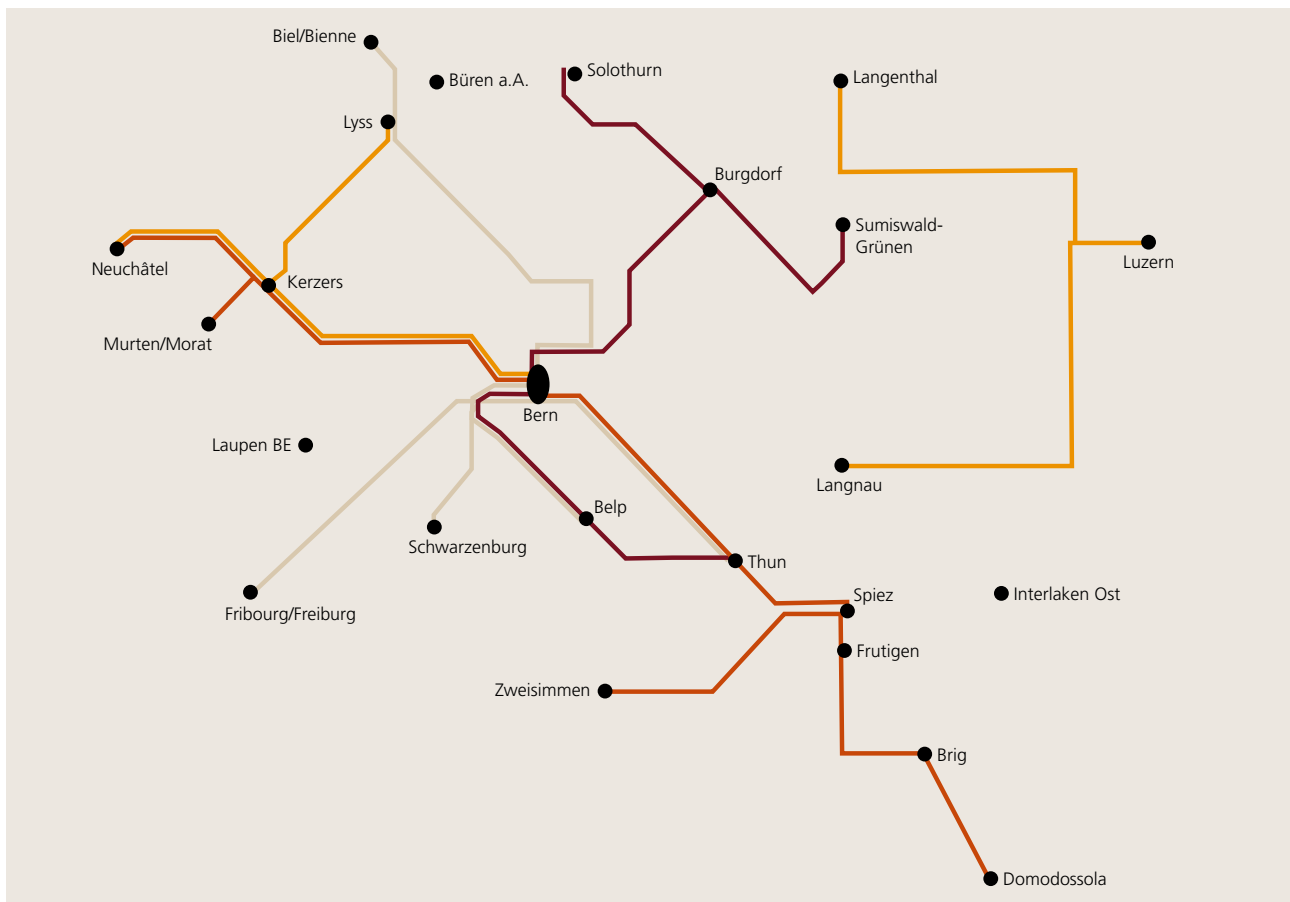 Biel/Bienne
Büren a.A.
Solothurn
Langenthal
Lyss
Burgdorf
Sumiswald-
Grünen
Neuchâtel
Kerzers
Luzern
Murten/Morat
Bern
Laupen BE
Langnau
Belp
Schwarzenburg
Thun
Fribourg/Freiburg
Spiez
Interlaken Ost
Frutigen
Zweisimmen
Brig
Domodossola